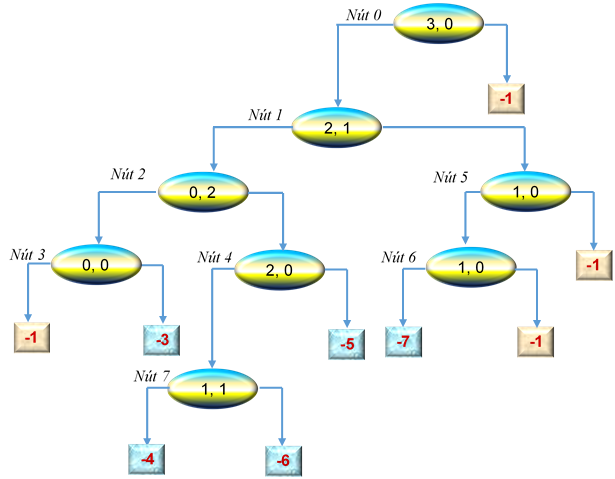 Nút 0
3, 0
-1
Nút 1
2, 1
Nút 2
0, 2
Nút 5
1, 0
-1
Nút 3
0, 0
Nút 4
2, 0
Nút 6
1, 0
-1
-3
-5
-7
-1
Nút 7
1, 1
-4
-6